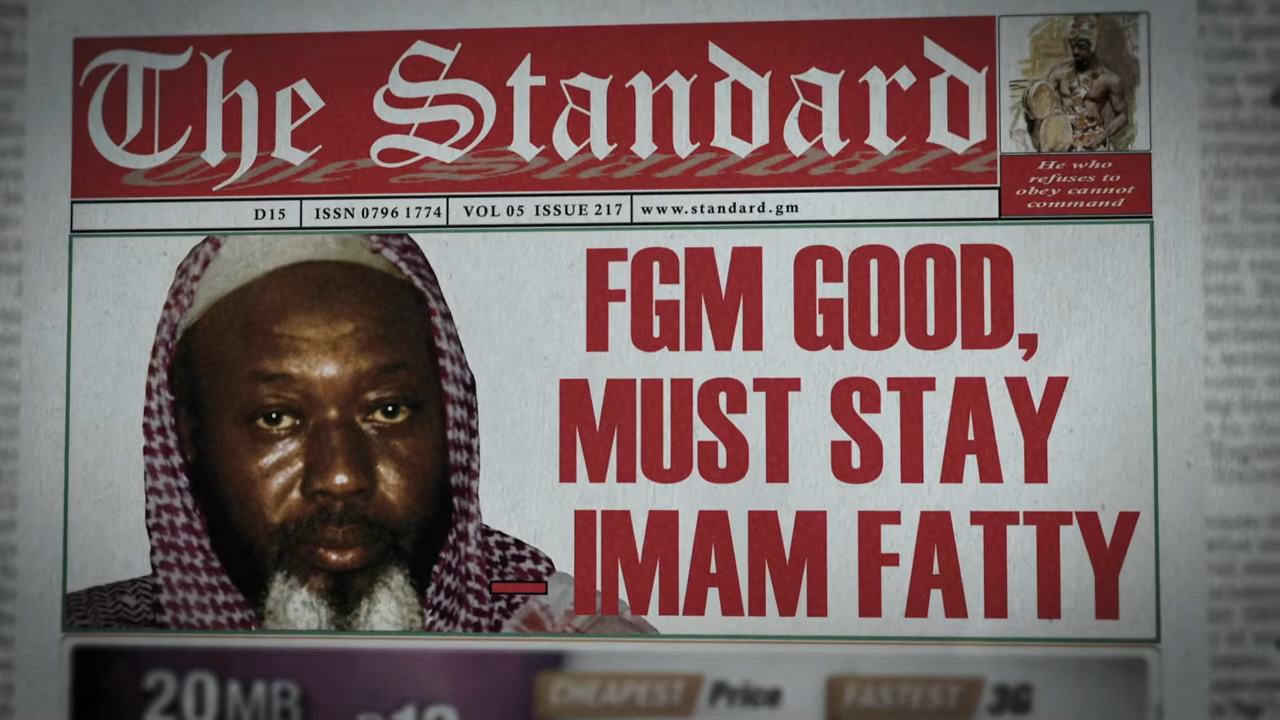 The Standard
He who
refuses to
obey cannot
command
D15 ISSN 0796 1774 VOL 05 ISSUE 217 www.standard.gm
FGM GOOD,
MUST STAY
– IMAM FATTY
20MB
CHEAPEST Price
FASTEST 3G